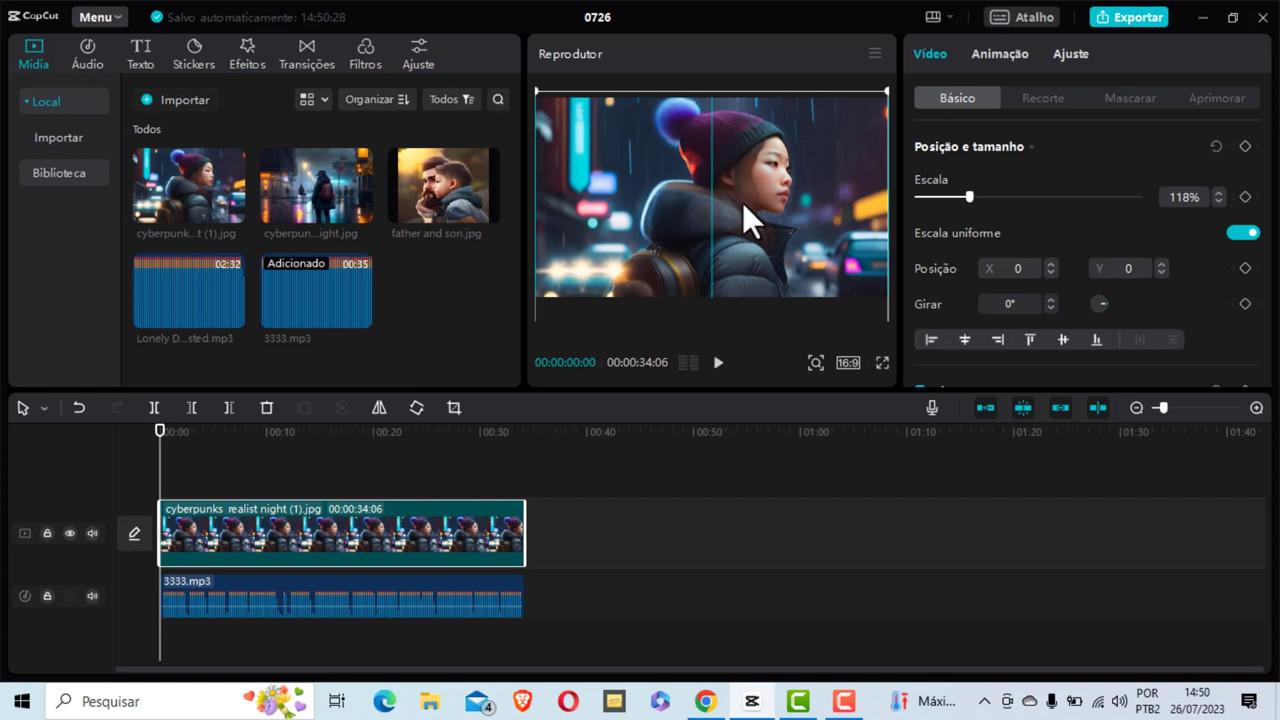 CapCut
Menu
Salvo automaticamente: 14:50:28
0726
Atalho
Exportar
Mídia
Áudio
Texto
Stickers
Efeitos
Transições
Filtros
Ajuste
Local
Importar
Biblioteca
Importar
Organizar
Todos
Todos
cyberpunk...t (1).jpg
cyberpun...ight.jpg
father and son.jpg
02:32
Adicionado
00:35
Lonely D...sted.mp3
3333.mp3
Reprodutor
00:00:00:00
00:00:34:06
16:9
Vídeo
Animação
Ajuste
Básico
Recorte
Mascarar
Aprimorar
Posição e tamanho
Escala
118%
Escala uniforme
Posição
X 0
Y 0
Girar
0°
00:00
00:10
00:20
00:30
00:40
00:50
01:00
01:10
01:20
01:30
01:40
cyberpunks realist night (1).jpg 00:00:34:06
3333.mp3
Pesquisar
4
Máxi...
POR
PTB2
14:50
26/07/2023